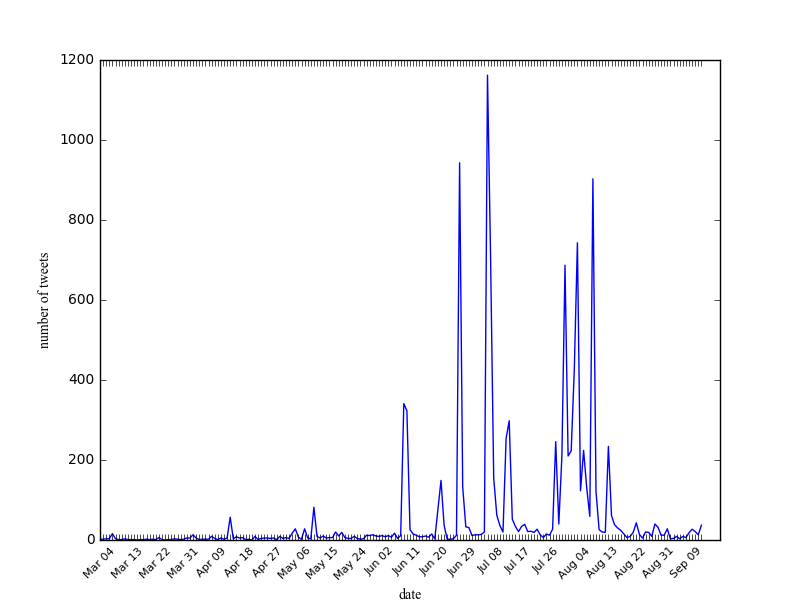 1200
1000
800
600
400
200
0
number of tweets
Mar 04
Mar 13
Mar 22
Mar 31
Apr 09
Apr 18
Apr 27
May 06
May 15
May 24
Jun 02
Jun 11
Jun 20
Jun 29
Jul 08
Jul 17
Jul 26
Aug 04
Aug 13
Aug 22
Aug 31
Sep 09
date